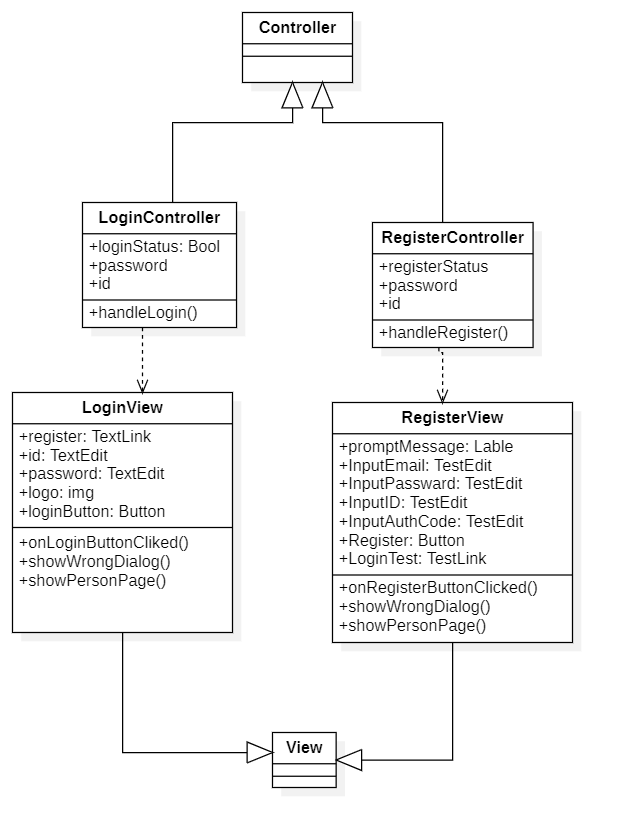 Controller
LoginController
+loginStatus: Bool
+password
+id
+handleLogin()
RegisterController
+registerStatus
+password
+id
+handleRegister()
LoginView
+register: TextLink
+id: TextEdit
+password: TextEdit
+logo: img
+loginButton: Button
+onLoginButtonCliked()
+showWrongDialog()
+showPersonPage()
RegisterView
+promptMessage: Lable
+InputEmail: TestEdit
+InputPassward: TestEdit
+InputID: TestEdit
+InputAuthCode: TestEdit
+Register: Button
+LoginTest: TestLink
+onRegisterButtonClicked()
+showWrongDialog()
+showPersonPage()
View